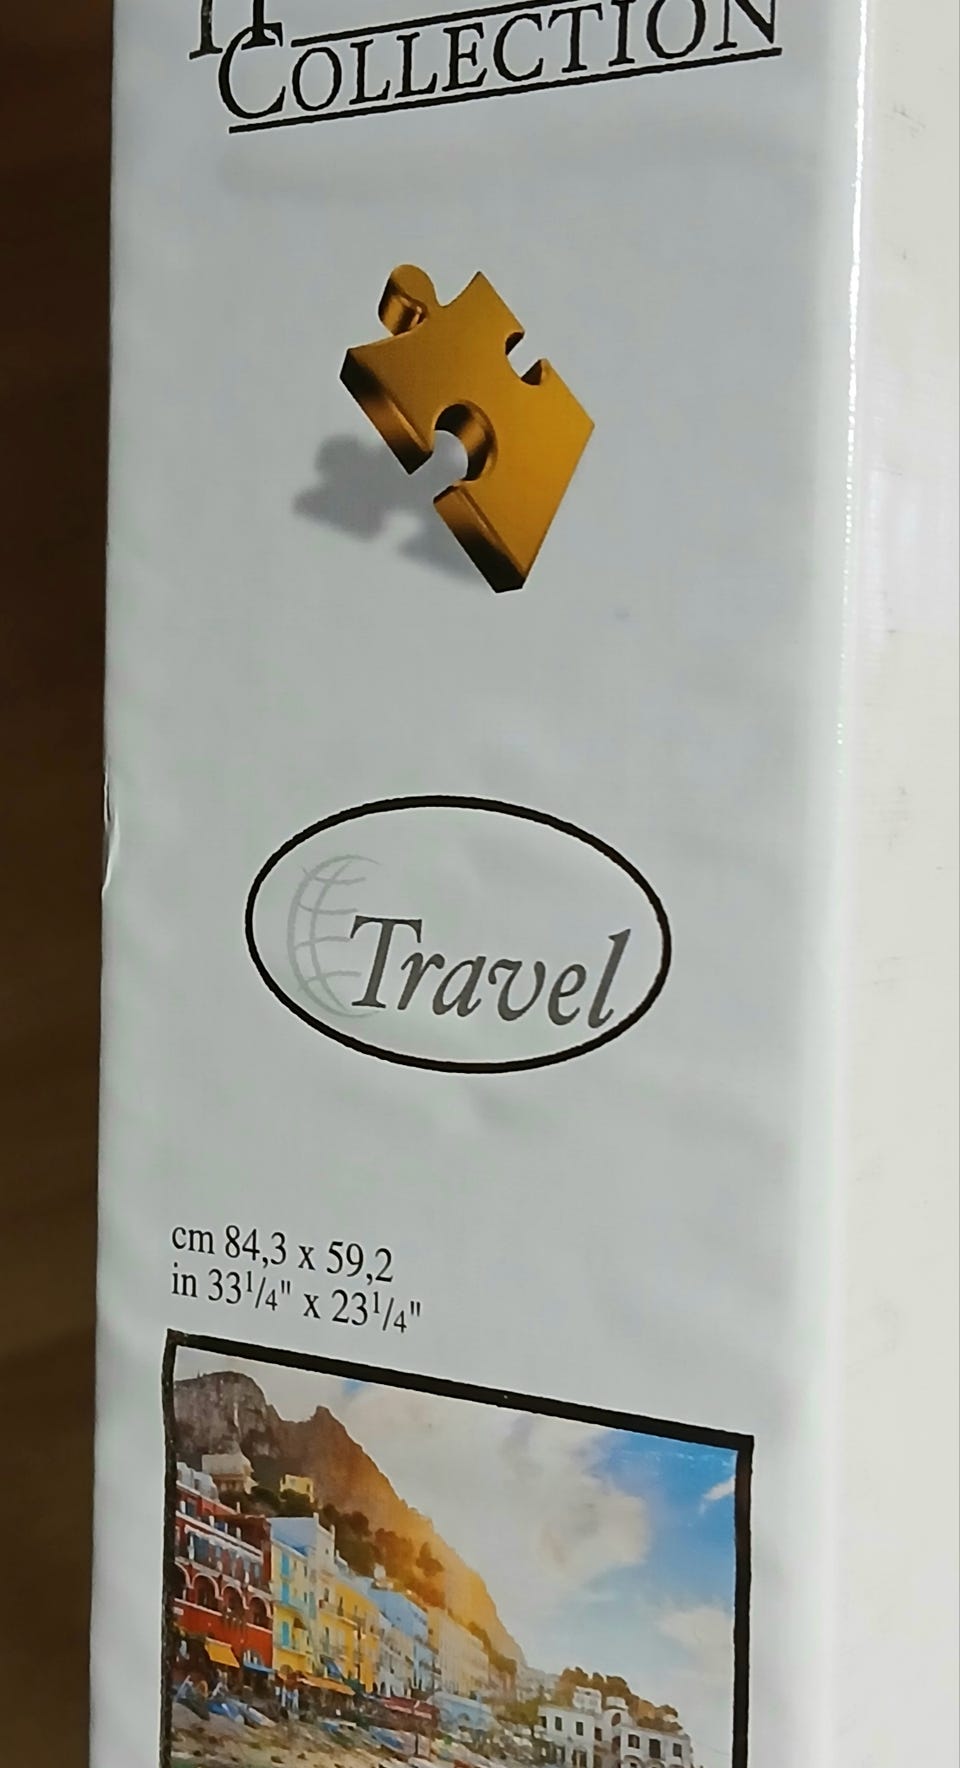 COLLECTION
Travel
cm 84,3 x 59,2
in 33¹/₄" x 23¹/₄"